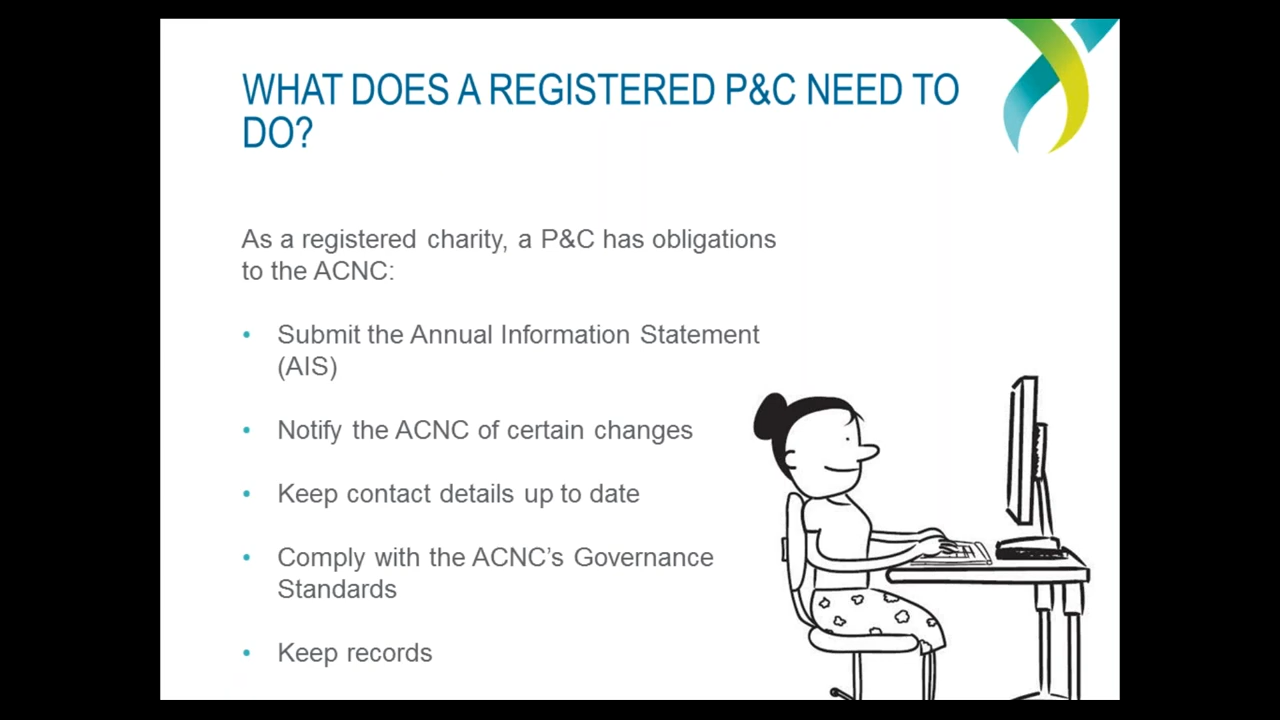 WHAT DOES A REGISTERED P&C NEED TO
DO?
As a registered charity, a P&C has obligations
to the ACNC:
• Submit the Annual Information Statement
(AIS)
• Notify the ACNC of certain changes
• Keep contact details up to date
• Comply with the ACNC’s Governance
Standards
• Keep records